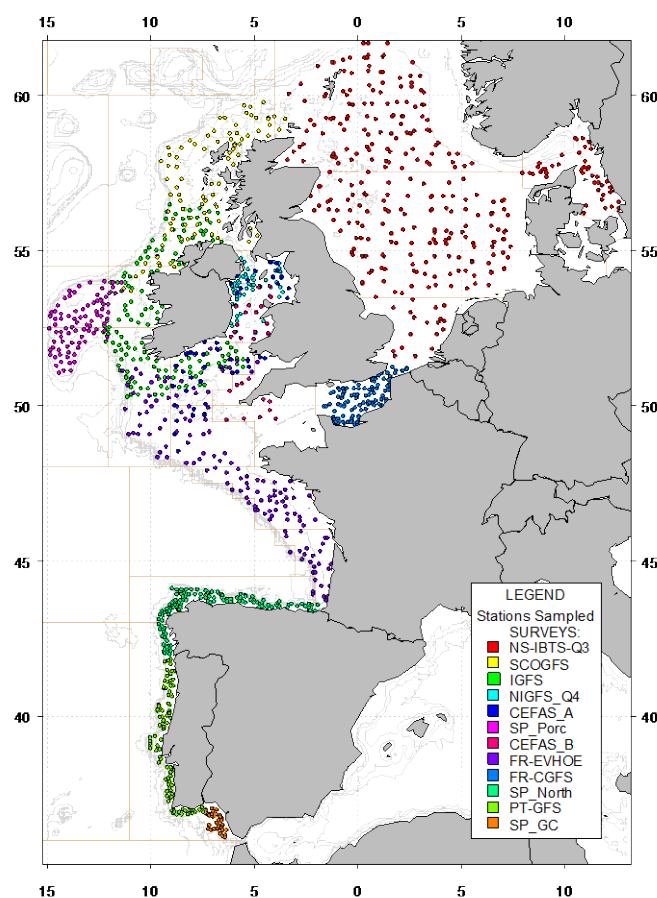 15 10 5 0 5 10
60
55
50
45
40
LEGEND
Stations Sampled
SURVEYS:
NS-IBTS-Q3
SCOGFS
IGFS
NIGFS_Q4
CEFAS_A
SP_Porc
CEFAS_B
FR-EVHOE
FR-CGFS
SP_North
PT-GFS
SP_GC
15 10 5 0 5 10